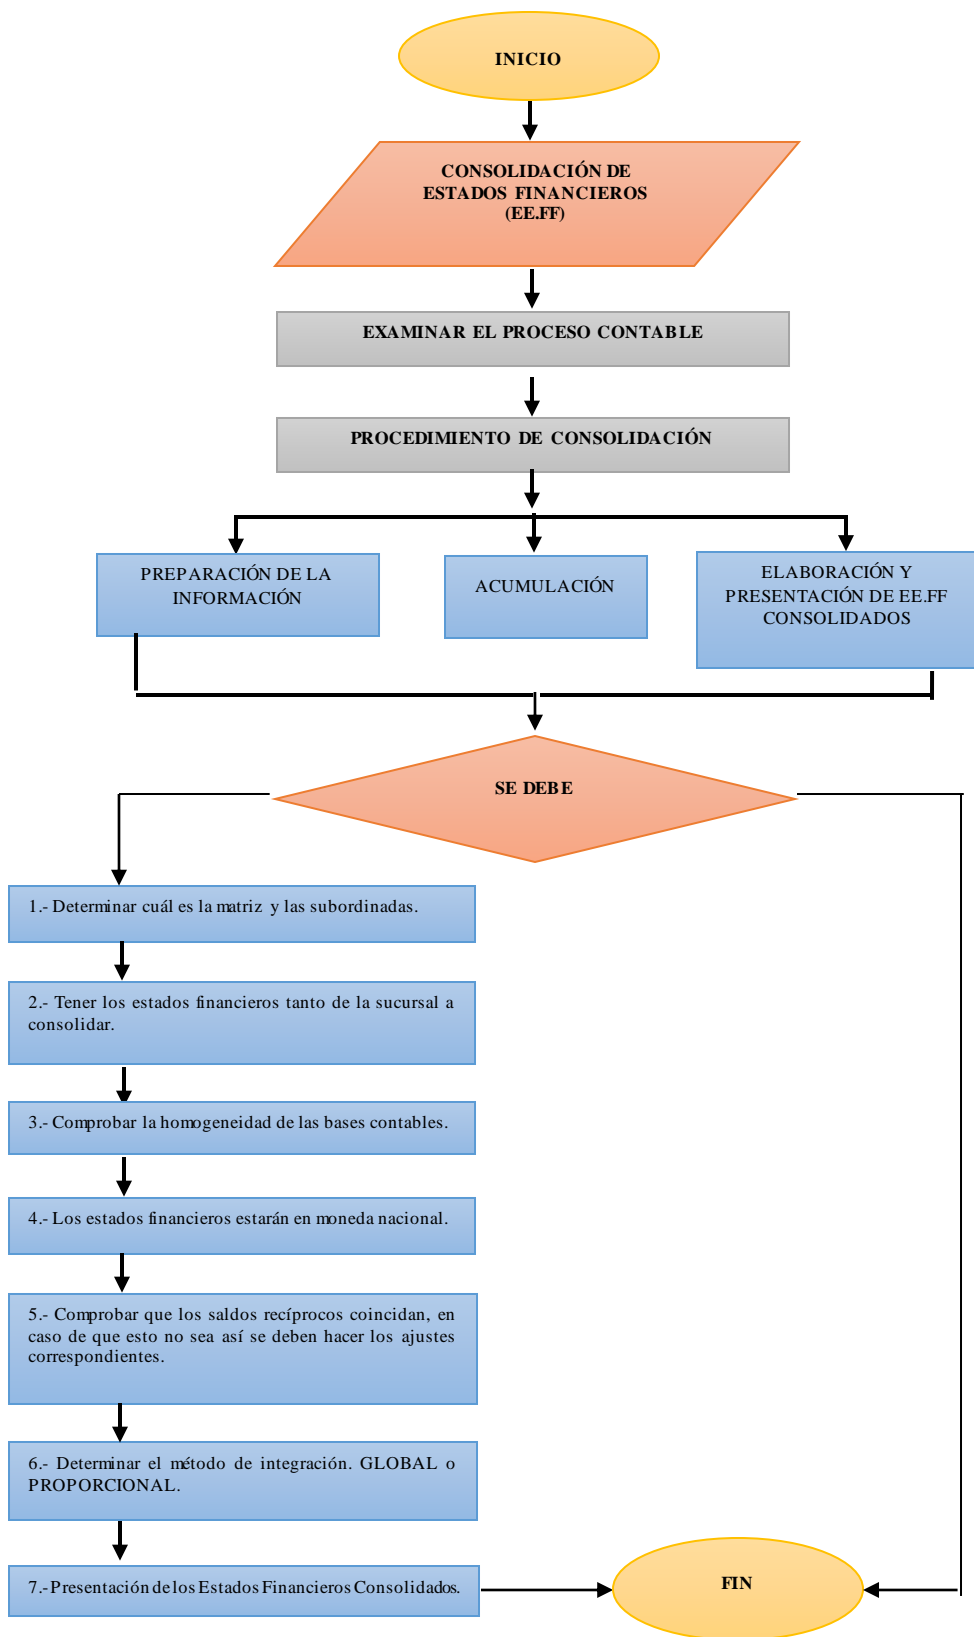 INICIO
CONSOLIDACIÓN DE
ESTADOS FINANCIEROS
(EE.FF)
EXAMINAR EL PROCESO CONTABLE
PROCEDIMIENTO DE CONSOLIDACIÓN
PREPARACIÓN DE LA
INFORMACIÓN
ACUMULACIÓN
ELABORACIÓN Y
PRESENTACIÓN DE EE.FF
CONSOLIDADOS
SE DEBE
1.- Determinar cuál es la matriz y las subordinadas.
2.- Tener los estados financieros tanto de la sucursal a
consolidar.
3.- Comprobar la homogeneidad de las bases contables.
4.- Los estados financieros estarán en moneda nacional.
5.- Comprobar que los saldos recíprocos coincidan, en
caso de que esto no sea así se deben hacer los ajustes
correspondientes.
6.- Determinar el método de integración. GLOBAL o
PROPORCIONAL.
7.- Presentación de los Estados Financieros Consolidados.
FIN